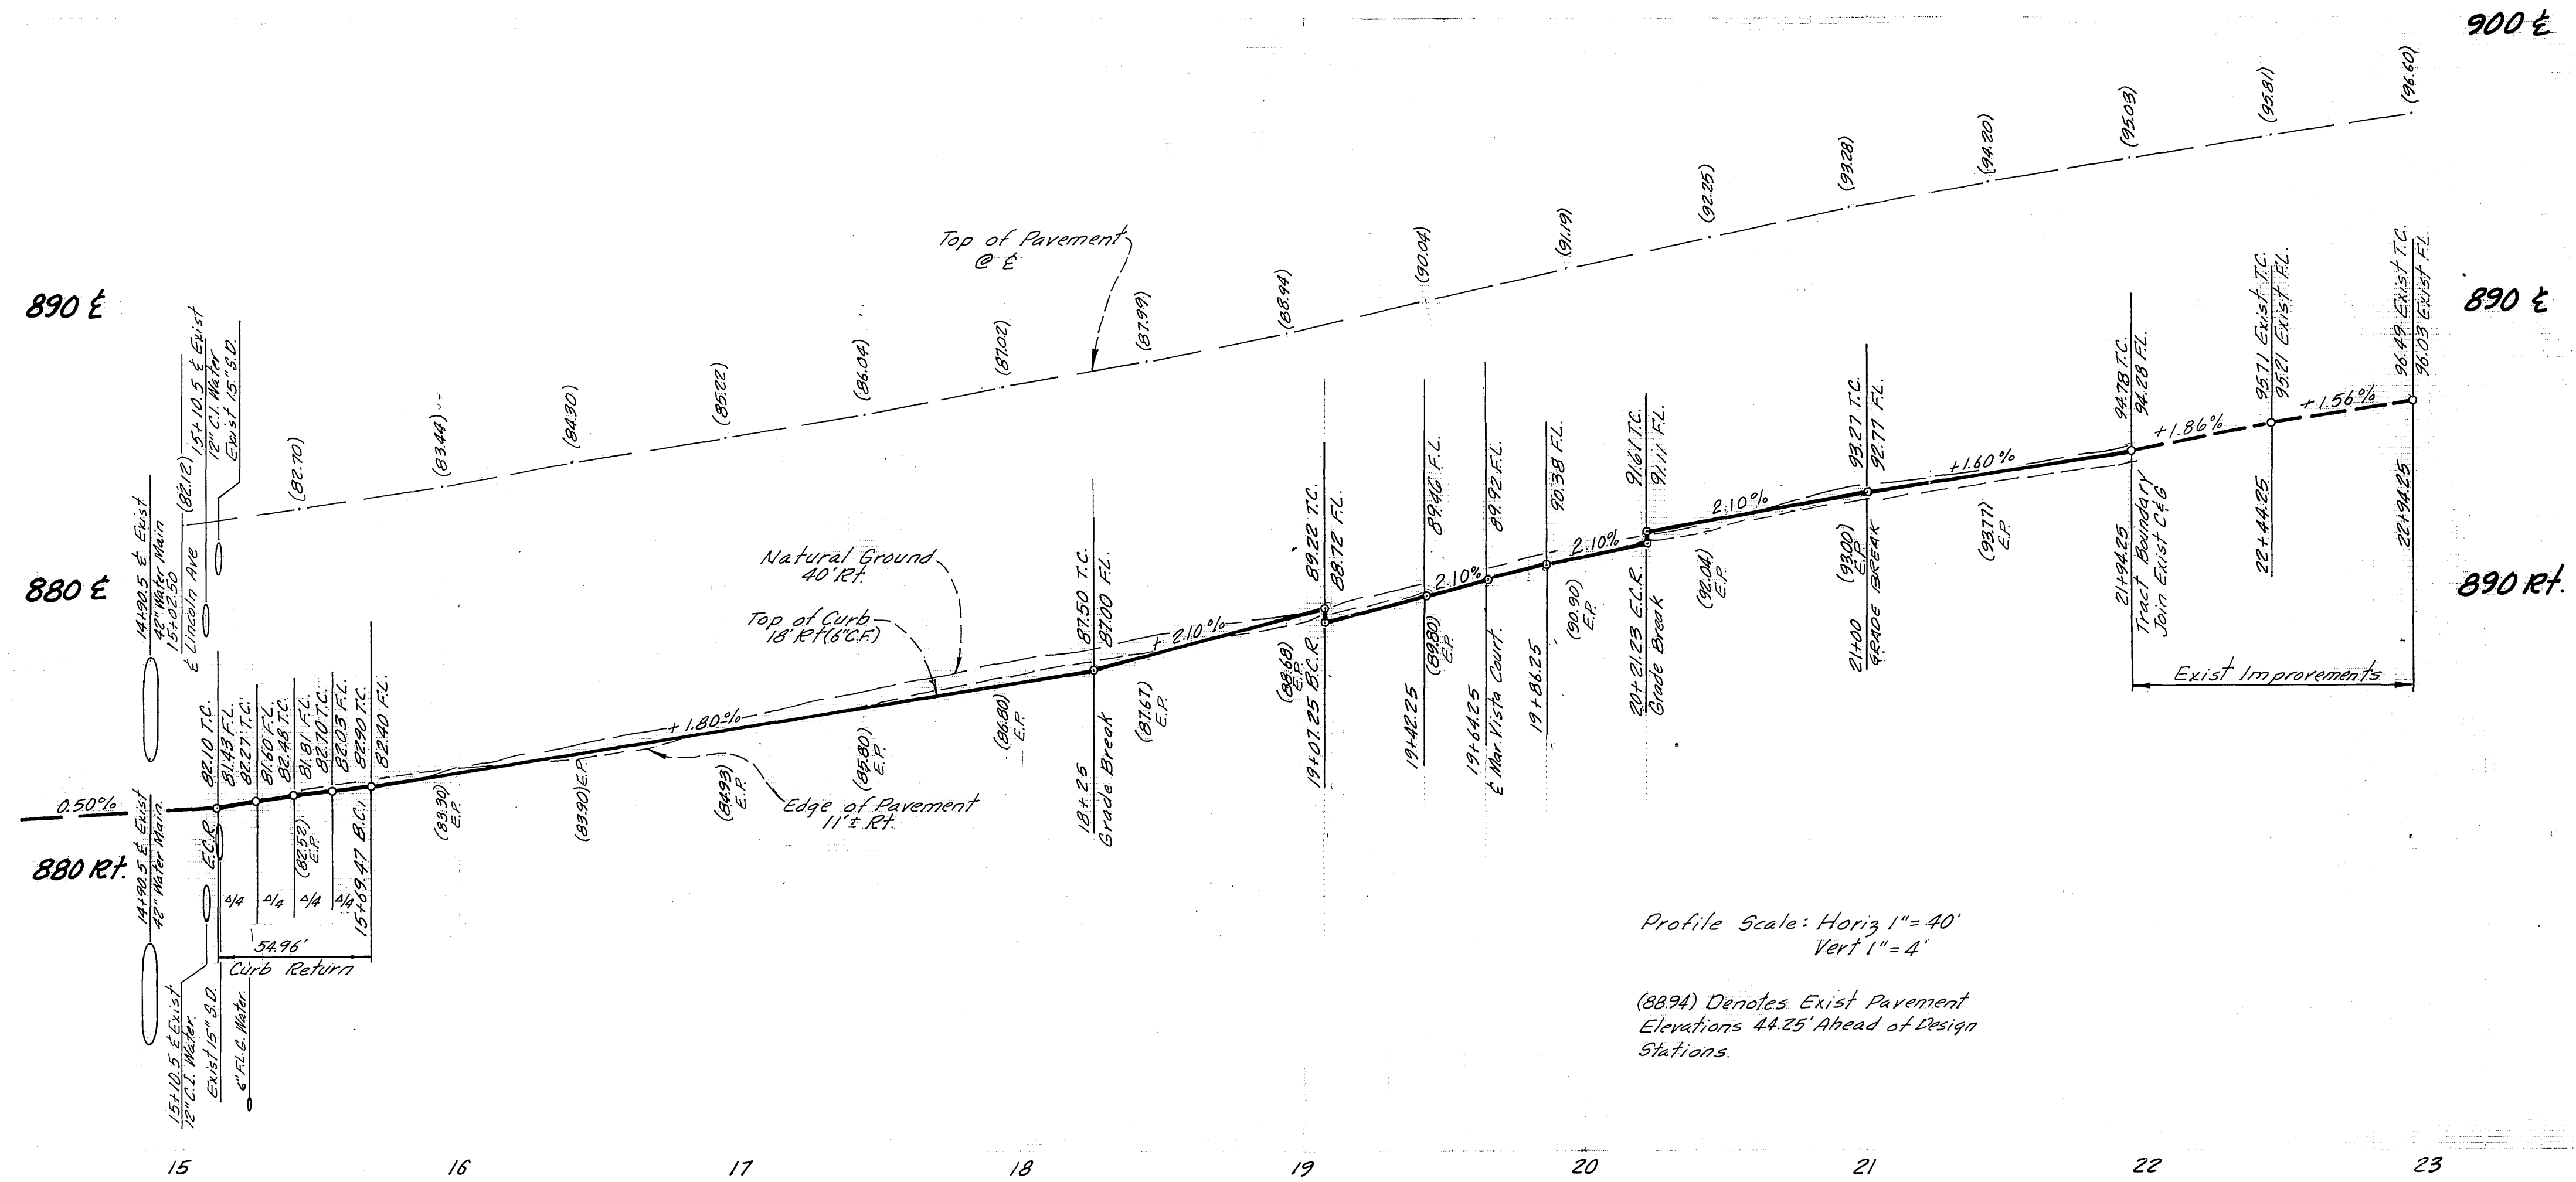 900 ℄
890 ℄
880 ℄
880 Rt.
890 ℄
890 Rt.
(82.12)
(82.70)
(83.44)
(84.30)
(85.22)
(86.04)
(87.02)
(87.99)
(88.94)
(90.04)
(91.19)
(92.25)
(93.28)
(94.20)
(95.03)
(95.81)
(96.60)
Top of Pavement
@ ℄
14+90.5 ℄ Exist
42" Water Main
15+02.50
℄ Lincoln Ave
15+10.5 ℄ Exist
12" C.I. Water
Exist 15" S.D.
Natural Ground
40' Rt.
Top of Curb
18' Rt (6" C.F.)
Edge of Pavement
11'± Rt.
0.50%
82.10 T.C.
81.43 F.L.
82.27 T.C.
81.60 F.L.
82.48 T.C.
81.81 F.L.
82.70 T.C.
82.03 F.L.
82.90 T.C.
82.40 F.L.
+1.80%
87.50 T.C.
87.00 F.L.
+2.10%
89.22 T.C.
88.72 F.L.
89.46 F.L.
2.10%
89.92 F.L.
90.38 F.L.
2.10%
91.61 T.C.
91.11 F.L.
2.10%
93.27 T.C.
92.77 F.L.
+1.60%
94.78 T.C.
94.28 F.L.
+1.86%
95.71 Exist T.C.
95.21 Exist F.L.
+1.56%
96.49 Exist T.C.
96.03 Exist F.L.
14+90.5 ℄ Exist
42" Water Main.
E.C.R.
Δ/4
Δ/4
Δ/4
Δ/4
(82.52)
E.P.
15+69.47 B.C.
54.96'
Curb Return
15+10.5 ℄ Exist
12" C.I. Water.
Exist 15" S.D.
6" F.L.G. Water.
(83.30)
E.P.
(83.90) E.P.
(84.93)
E.P.
(85.80)
E.P.
(86.80)
E.P.
18+25
Grade Break
(87.67)
E.P.
(88.68)
E.P.
19+07.25 B.C.R.
19+42.25
(89.80)
E.P.
19+64.25
℄ Mar Vista Court.
19+86.25
(90.90)
E.P.
20+21.23 E.C.R.
Grade Break
(92.04)
E.P.
21+00
GRADE BREAK
(93.00)
E.P.
(93.77)
E.P.
21+94.25
Tract Boundary
Join Exist C&G
22+44.25
22+94.25
Exist Improvements
Profile Scale: Horiz 1"=40'
Vert 1"=4'
(88.94) Denotes Exist Pavement
Elevations 44.25' Ahead of Design
Stations.
15 16 17 18 19 20 21 22 23